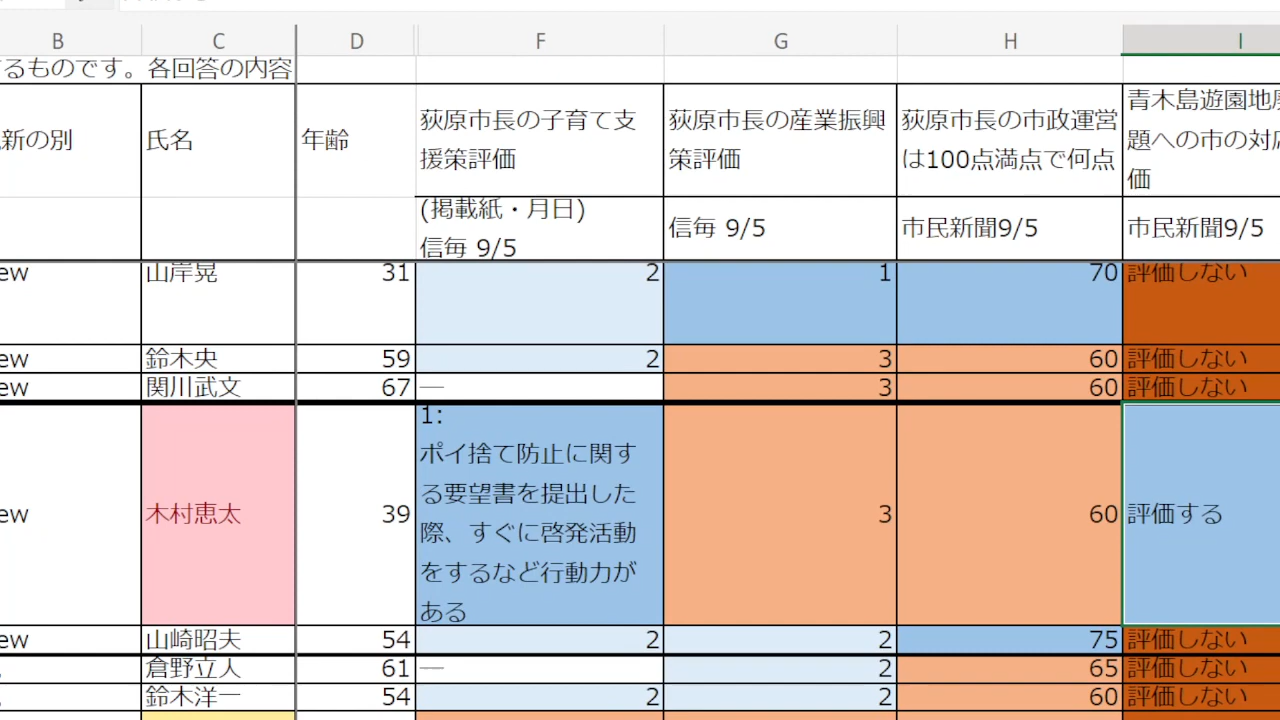 B C D F G H I
るものです。各回答の内容
新の別 氏名 年齢 荻原市長の子育て支 荻原市長の産業振興 荻原市長の市政運営 青木島遊園地
援策評価 策評価 は100点満点で何点 題への市の対応
価
(掲載紙・月日)
信毎 9/5 信毎 9/5 市民新聞9/5 市民新聞9/5
ew 山岸晃 31 2 1 70 評価しない
ew 鈴木央 59 2 3 60 評価しない
ew 関川武文 67 — 3 60 評価しない
1:
ポイ捨て防止に関す
る要望書を提出した
ew 木村恵太 39 際、すぐに啓発活動 3 60 評価する
をするなど行動力が
ある
ew 山崎昭夫 54 2 2 75 評価しない
倉野立人 61 — 2 65 評価しない
鈴木洋一 54 2 2 60 評価しない